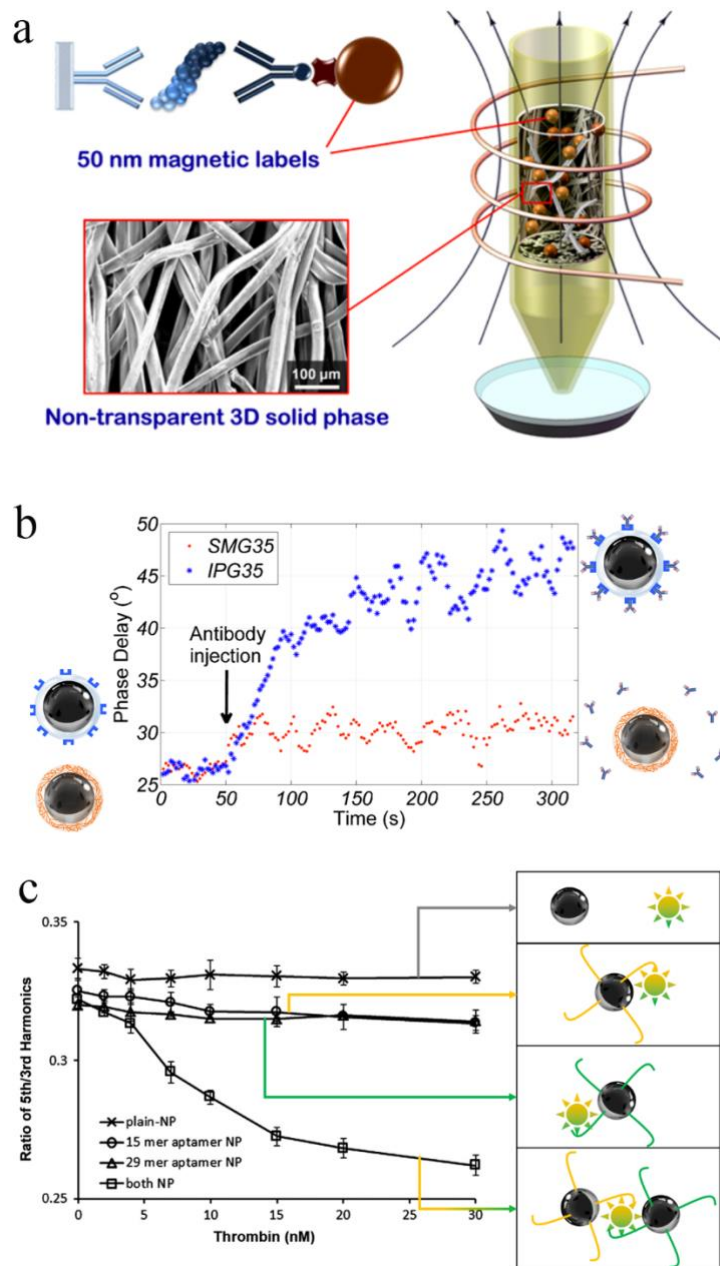 a
50 nm magnetic labels
100 µm
Non-transparent 3D solid phase
b
50
45
40
35
30
25
Phase Delay (°)
SMG35
IPG35
Antibody
injection
0
50
100
150
200
250
300
Time (s)
c
0.35
0.3
0.25
Ratio of 5th/3rd Harmonics
plain-NP
15 mer aptamer NP
29 mer aptamer NP
both NP
0
5
10
15
20
25
30
Thrombin (nM)